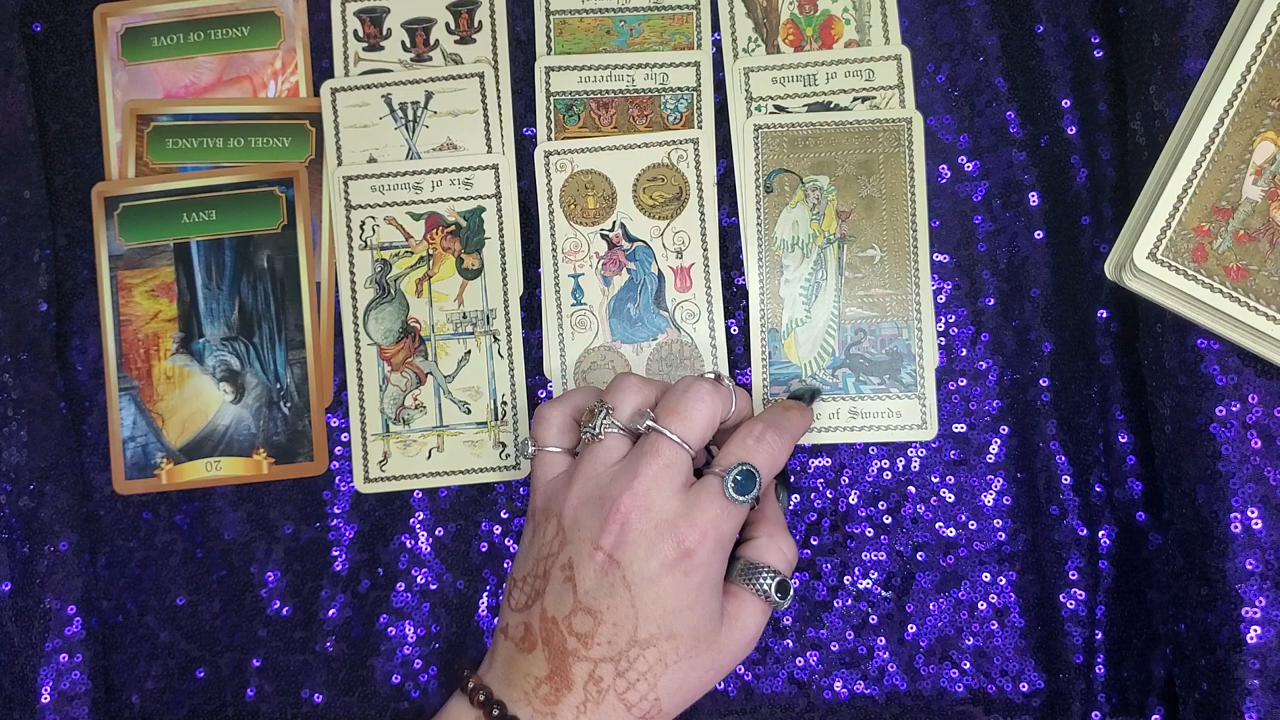 ANGEL OF LOVE
ANGEL OF BALANCE
ENVY
20
Six of Swords
The Emperor
Two of Wands
e of Swords